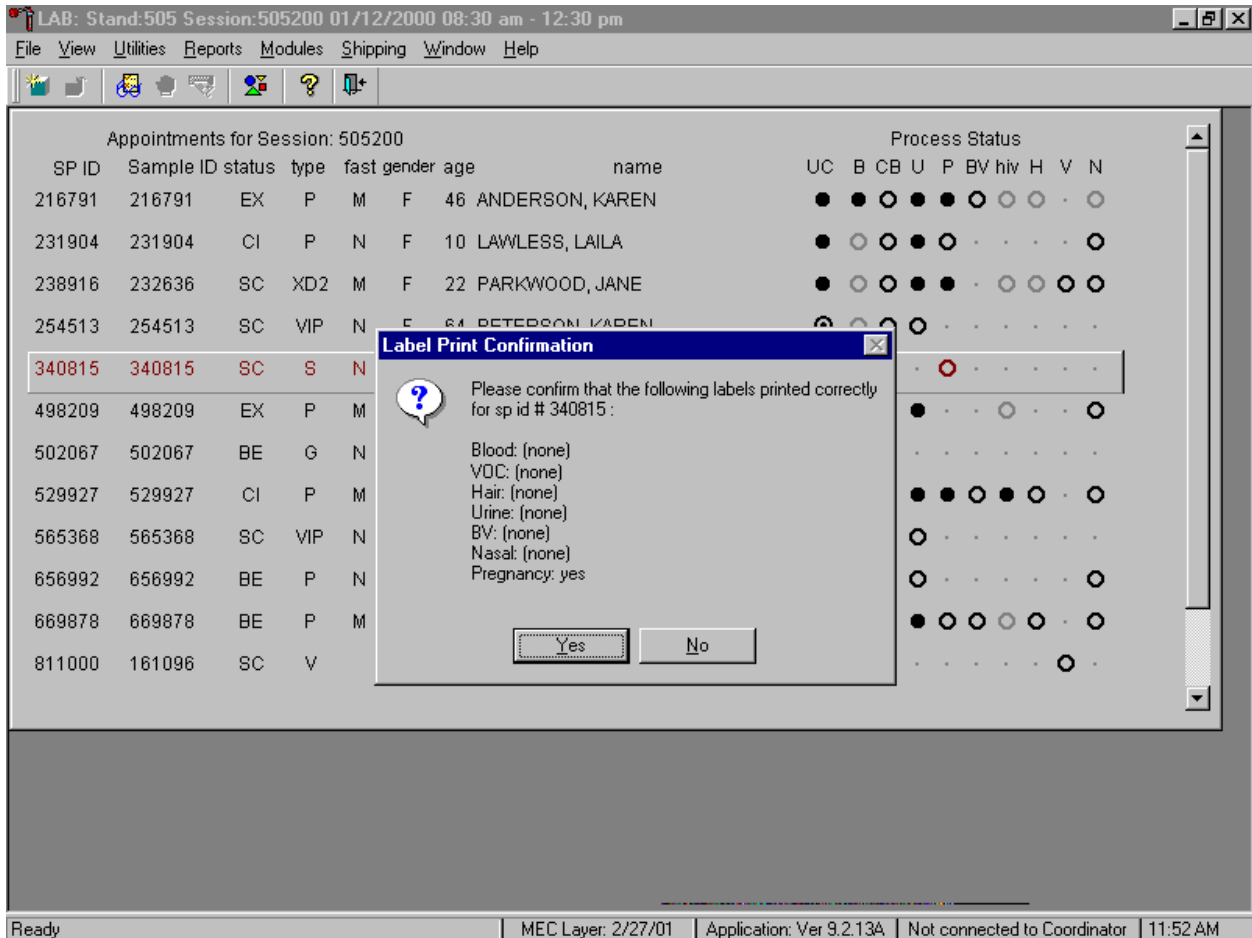 LAB: Stand:505 Session:505200 01/12/2000 08:30 am - 12:30 pm
File View Utilities Reports Modules Shipping Window Help
Appointments for Session: 505200 Process Status
SP ID Sample ID status type fast gender age name UC B CB U P BV hiv H V N
216791 216791 EX P M F 46 ANDERSON, KAREN
231904 231904 CI P N F 10 LAWLESS, LAILA
238916 232636 SC XD2 M F 22 PARKWOOD, JANE
254513 254513 SC VIP N F 64 PETERSON, KAREN
340815 340815 SC S N
498209 498209 EX P M
502067 502067 BE G N
529927 529927 CI P M
565368 565368 SC VIP N
656992 656992 BE P N
669878 669878 BE P M
811000 161096 SC V
Label Print Confirmation
Please confirm that the following labels printed correctly
for sp id # 340815 :
Blood: (none)
VOC: (none)
Hair: (none)
Urine: (none)
BV: (none)
Nasal: (none)
Pregnancy: yes
Yes No
Ready MEC Layer: 2/27/01 Application: Ver 9.2.13A Not connected to Coordinator 11:52 AM